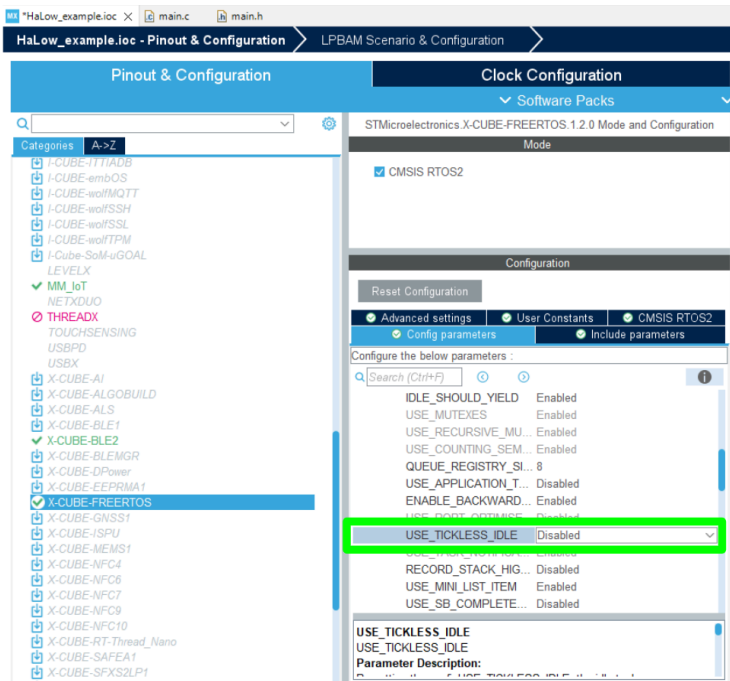 MX *HaLow_example.ioc × main.c main.h
HaLow_example.ioc - Pinout & Configuration LPBAM Scenario & Configuration
Pinout & Configuration Clock Configuration
Software Packs
Categories A->Z
I-CUBE-ITTIADB
I-CUBE-embOS
I-CUBE-wolfMQTT
I-CUBE-wolfSSH
I-CUBE-wolfSSL
I-CUBE-wolfTPM
I-Cube-SoM-uGOAL
LEVELX
MM_IoT
NETXDUO
THREADX
TOUCHSENSING
USBPD
USBX
X-CUBE-AI
X-CUBE-ALGOBUILD
X-CUBE-ALS
X-CUBE-BLE1
X-CUBE-BLE2
X-CUBE-BLEMGR
X-CUBE-DPower
X-CUBE-EEPRMA1
X-CUBE-FREERTOS
X-CUBE-GNSS1
X-CUBE-ISPU
X-CUBE-MEMS1
X-CUBE-NFC4
X-CUBE-NFC6
X-CUBE-NFC7
X-CUBE-NFC9
X-CUBE-NFC10
X-CUBE-RT-Thread_Nano
X-CUBE-SAFEA1
X-CUBE-SFXS2LP1
STMicroelectronics.X-CUBE-FREERTOS.1.2.0 Mode and Configuration
Mode
CMSIS RTOS2
Configuration
Reset Configuration
Advanced settings User Constants CMSIS RTOS2
Config parameters Include parameters
Configure the below parameters :
Search (Ctrl+F)
IDLE_SHOULD_YIELD Enabled
USE_MUTEXES Enabled
USE_RECURSIVE_MU... Enabled
USE_COUNTING_SEM... Enabled
QUEUE_REGISTRY_SI... 8
USE_APPLICATION_T... Disabled
ENABLE_BACKWARD... Enabled
USE_PORT_OPTIMISE... Disabled
USE_TICKLESS_IDLE Disabled
USE_TASK_NOTIFICA... Enabled
RECORD_STACK_HIG... Disabled
USE_MINI_LIST_ITEM Enabled
USE_SB_COMPLETE... Disabled
USE_TICKLESS_IDLE
USE_TICKLESS_IDLE
Parameter Description: